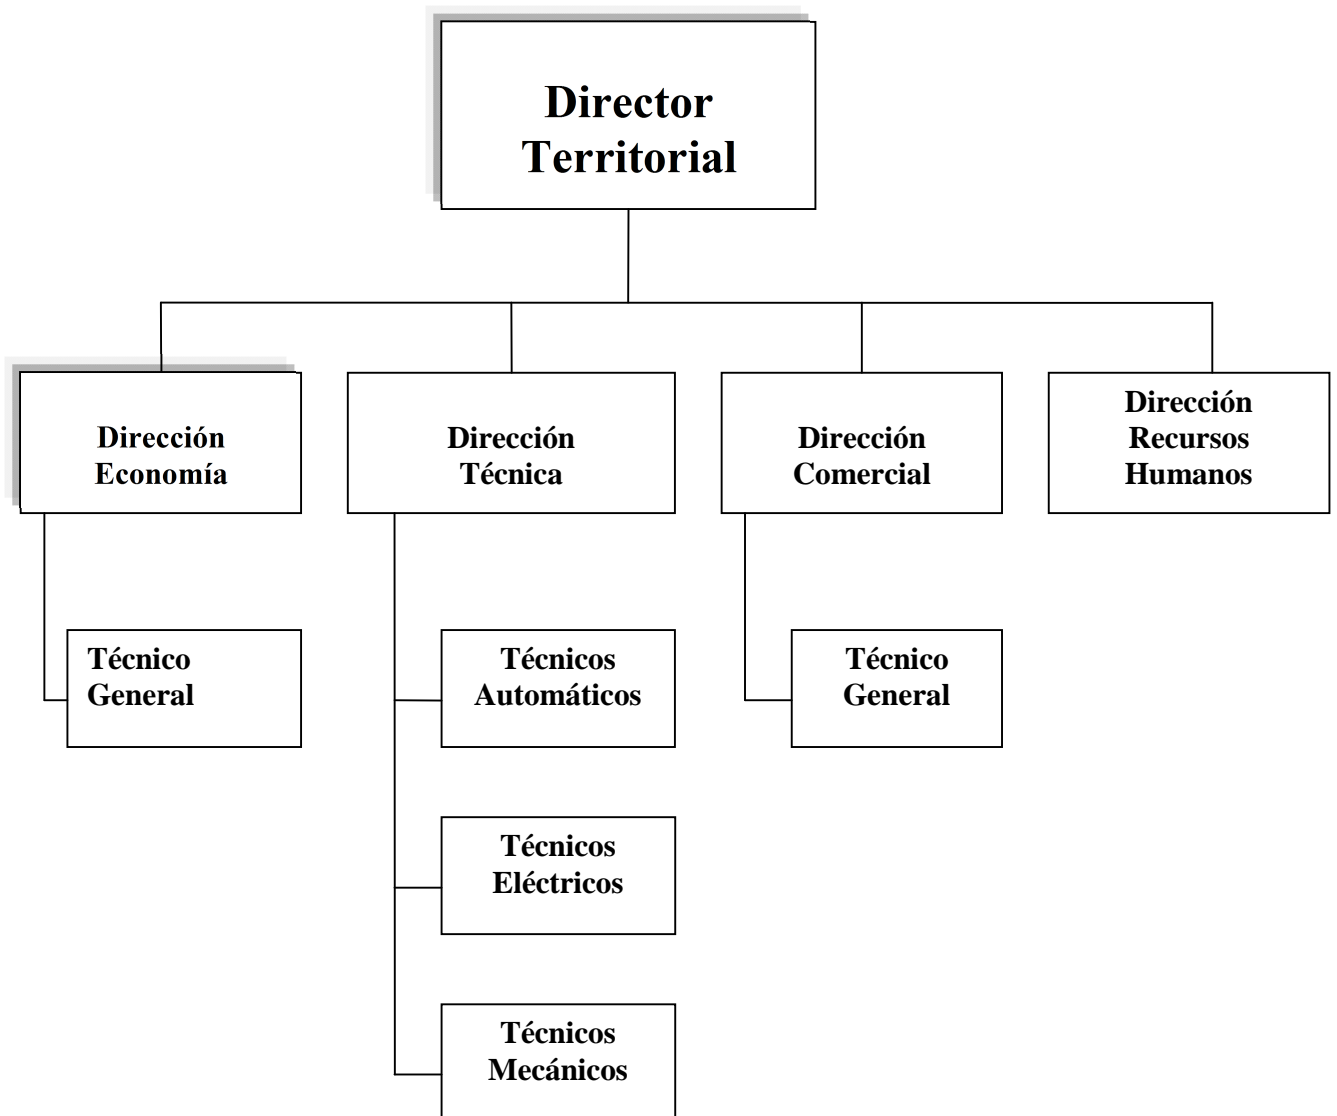 Director
Territorial
Dirección
Economía
Dirección
Técnica
Dirección
Comercial
Dirección
Recursos
Humanos
Técnico
General
Técnicos
Automáticos
Técnico
General
Técnicos
Eléctricos
Técnicos
Mecánicos